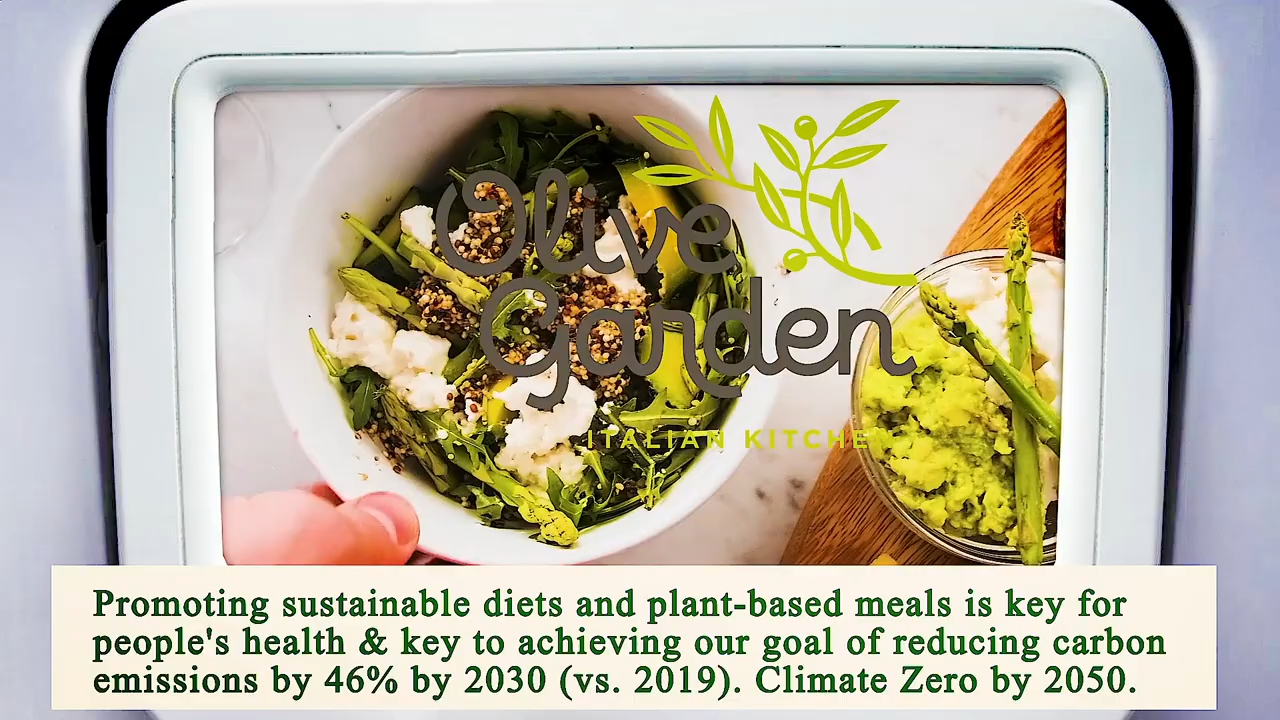 Olive
Garden
ITALIAN KITCHEN
Promoting sustainable diets and plant-based meals is key for
people's health & key to achieving our goal of reducing carbon
emissions by 46% by 2030 (vs. 2019). Climate Zero by 2050.